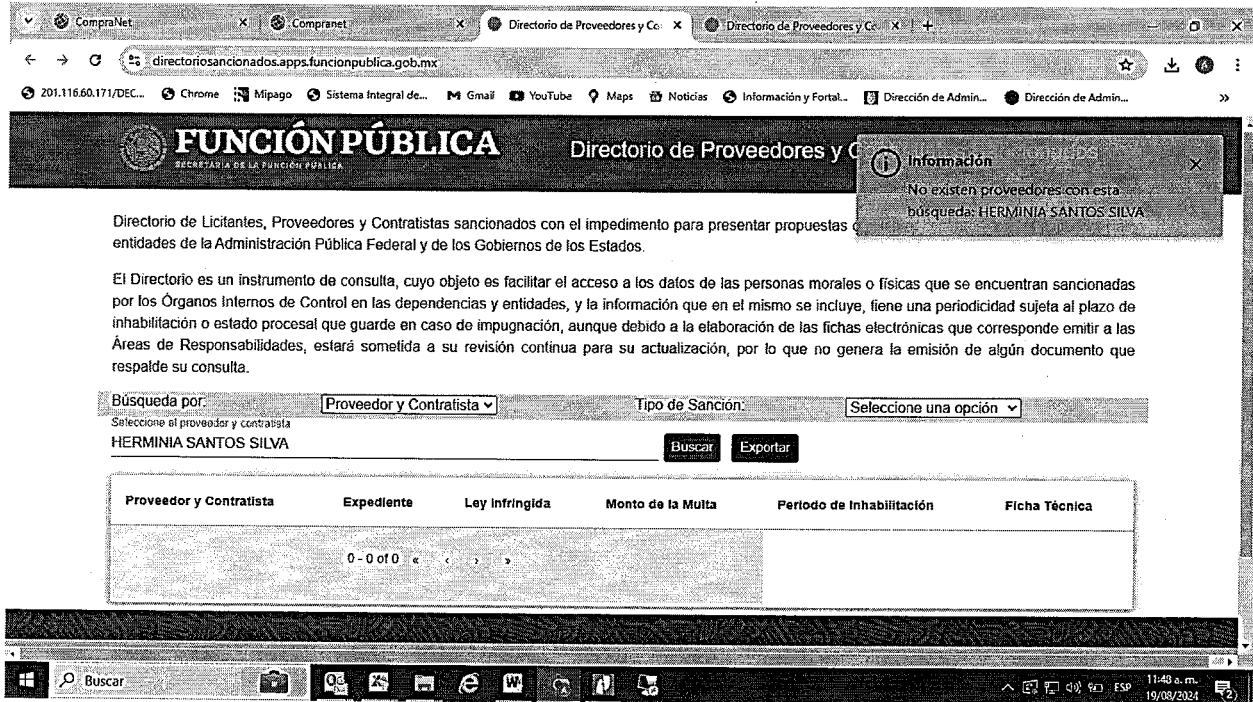 CompraNet
Compranet
Directorio de Proveedores y Co
Directorio de Proveedores y Co
directoriosancionados.apps.funcionpublica.gob.mx
201.116.60.171/DEC...
Chrome
Mipago
Sistema Integral de...
Gmail
YouTube
Maps
Noticias
Información y Fortal...
Dirección de Admin...
Dirección de Admin...
FUNCIÓN PÚBLICA
SECRETARÍA DE LA FUNCIÓN PÚBLICA
Directorio de Proveedores y C
Información
No existen proveedores con esta
búsqueda: HERMINIA SANTOS SILVA
Directorio de Licitantes, Proveedores y Contratistas sancionados con el impedimento para presentar propuestas
entidades de la Administración Pública Federal y de los Gobiernos de los Estados.
El Directorio es un instrumento de consulta, cuyo objeto es facilitar el acceso a los datos de las personas morales o físicas que se encuentran sancionadas
por los Órganos Internos de Control en las dependencias y entidades, y la información que en el mismo se incluye, tiene una periodicidad sujeta al plazo de
inhabilitación o estado procesal que guarde en caso de impugnación, aunque debido a la elaboración de las fichas electrónicas que corresponde emitir a las
Áreas de Responsabilidades, estará sometida a su revisión continua para su actualización, por lo que no genera la emisión de algún documento que
respalde su consulta.
Búsqueda por: Proveedor y Contratista Tipo de Sanción: Seleccione una opción
Seleccione el proveedor y contratista
HERMINIA SANTOS SILVA
Buscar Exportar
Proveedor y Contratista Expediente Ley Infringida Monto de la Multa Periodo de Inhabilitación Ficha Técnica
0 - 0 of 0 « ‹ › »
Buscar
ESP
11:48 a. m.
19/08/2024